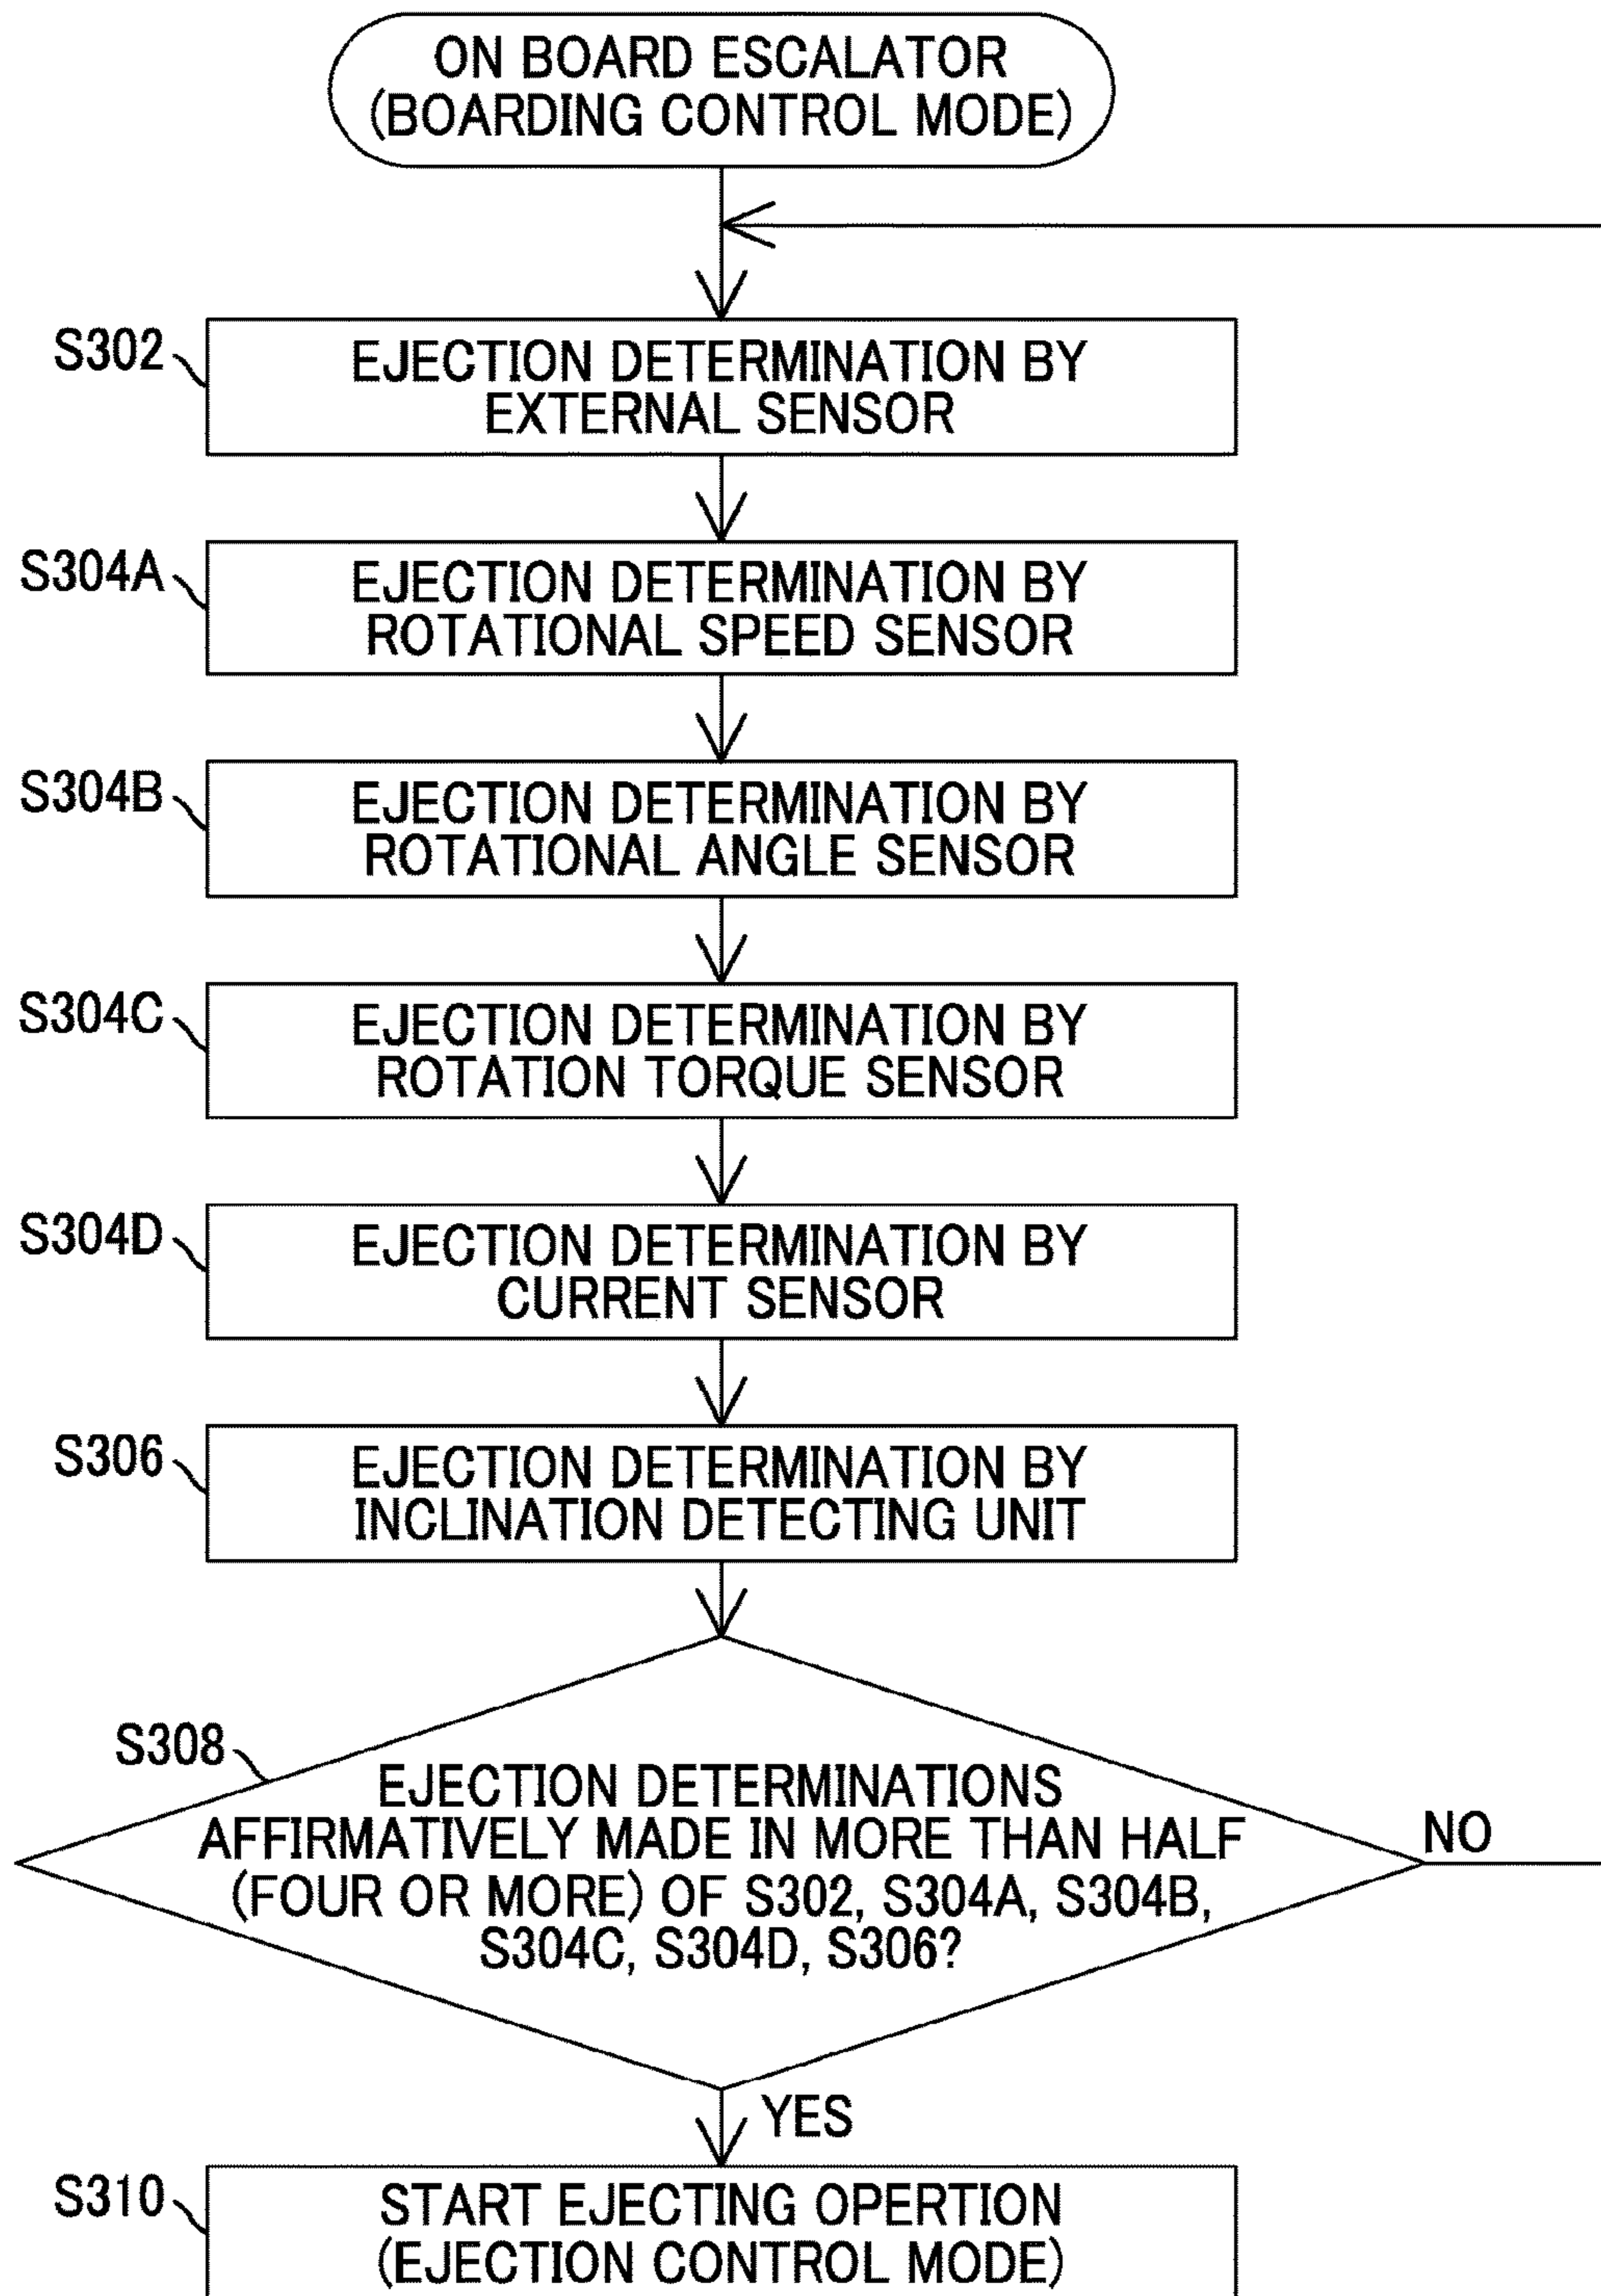 ON BOARD ESCALATOR
(BOARDING CONTROL MODE)
S302
EJECTION DETERMINATION BY
EXTERNAL SENSOR
S304A
EJECTION DETERMINATION BY
ROTATIONAL SPEED SENSOR
S304B
EJECTION DETERMINATION BY
ROTATIONAL ANGLE SENSOR
S304C
EJECTION DETERMINATION BY
ROTATION TORQUE SENSOR
S304D
EJECTION DETERMINATION BY
CURRENT SENSOR
S306
EJECTION DETERMINATION BY
INCLINATION DETECTING UNIT
S308
EJECTION DETERMINATIONS
AFFIRMATIVELY MADE IN MORE THAN HALF
(FOUR OR MORE) OF S302, S304A, S304B,
S304C, S304D, S306?
NO
YES
S310
START EJECTING OPERTION
(EJECTION CONTROL MODE)